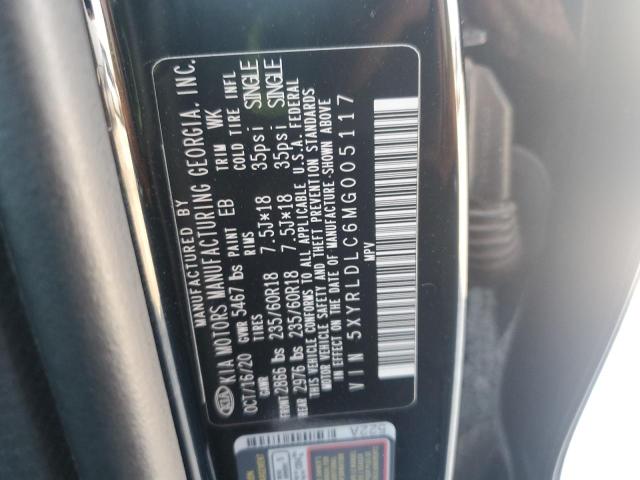 MANUFACTURED BY
KIA KIA MOTORS MANUFACTURING GEORGIA, INC.
OCT/16/20 GVWR 5467 lbs PAINT EB TRIM WK
GAWR TIRES RIMS COLD TIRE INFL
FRONT 2866 lbs 235/60R18 7.5J*18 35psi SINGLE
REAR 2976 lbs 235/60R18 7.5J*18 35psi SINGLE
THIS VEHICLE CONFORMS TO ALL APPLICABLE U.S.A. FEDERAL
MOTOR VEHICLE SAFETY AND THEFT PREVENTION STANDARDS
IN EFFECT ON THE DATE OF MANUFACTURE SHOWN ABOVE
VIN 5XYRLDLC6MG005117
MPV
522A